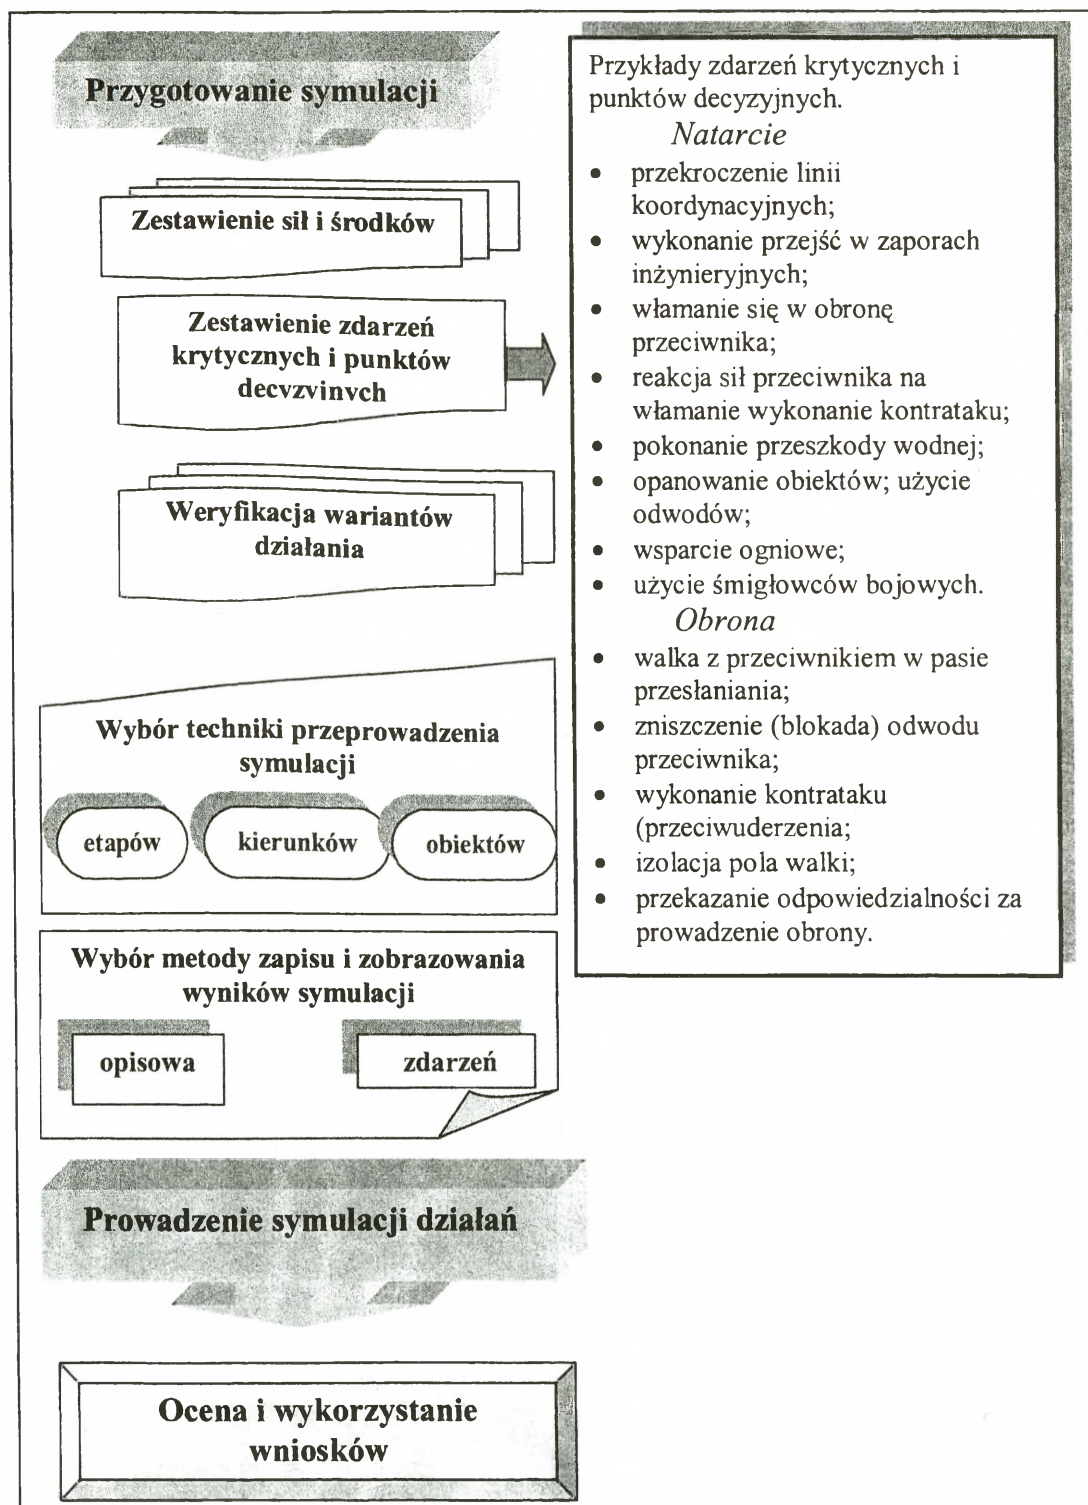 Przygotowanie symulacji
Zestawienie sił i środków
Zestawienie zdarzeń
krytycznych i punktów
decyzyjnych
Weryfikacja wariantów
działania
Wybór techniki przeprowadzenia
symulacji
etapów
kierunków
obiektów
Wybór metody zapisu i zobrazowania
wyników symulacji
opisowa
zdarzeń
Prowadzenie symulacji działań
Ocena i wykorzystanie
wniosków
Przykłady zdarzeń krytycznych i
punktów decyzyjnych.
Natarcie
• przekroczenie linii
koordynacyjnych;
• wykonanie przejść w zaporach
inżynieryjnych;
• włamanie się w obronę
przeciwnika;
• reakcja sił przeciwnika na
włamanie wykonanie kontrataku;
• pokonanie przeszkody wodnej;
• opanowanie obiektów; użycie
odwodów;
• wsparcie ogniowe;
• użycie śmigłowców bojowych.
Obrona
• walka z przeciwnikiem w pasie
przesłaniania;
• zniszczenie (blokada) odwodu
przeciwnika;
• wykonanie kontrataku
(przeciwuderzenia;
• izolacja pola walki;
• przekazanie odpowiedzialności za
prowadzenie obrony.